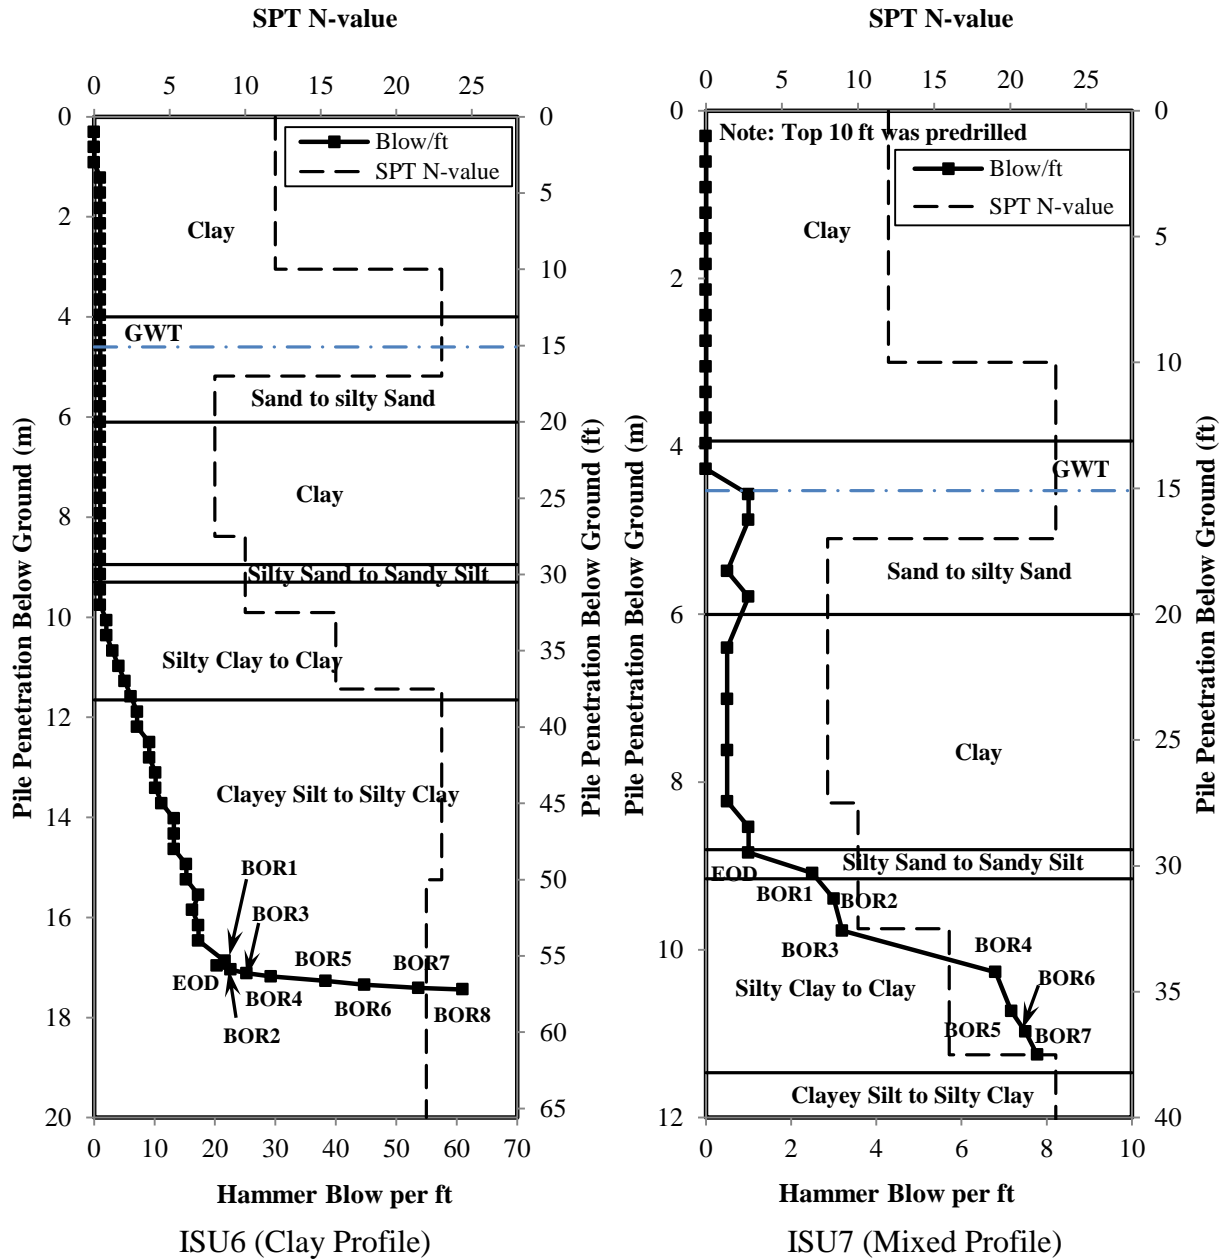 SPT N-value
0 5 10 15 20 23 28
Blow/ft
SPT N-value
Clay
GWT
Sand to silty Sand
Clay
Silty Sand to Sandy Silt
Silty Clay to Clay
Clayey Silt to Silty Clay
BOR1
BOR3
BOR5
BOR7
EOD
BOR4
BOR6
BOR8
BOR2
0
2
4
6
8
10
12
14
16
18
20
Pile Penetration Below Ground (m)
0
5
10
15
20
25
30
35
40
45
50
55
60
65
Pile Penetration Below Ground (ft)
0 10 20 30 40 50 60 70
Hammer Blow per ft
ISU6 (Clay Profile)
SPT N-value
0 5 10 15 20 23 28
Note: Top 10 ft was predrilled
Blow/ft
SPT N-value
Clay
GWT
Sand to silty Sand
Clay
Silty Sand to Sandy Silt
EOD
BOR1
BOR2
BOR3
BOR4
BOR6
Silty Clay to Clay
BOR5
BOR7
Clayey Silt to Silty Clay
0
2
4
6
8
10
12
Pile Penetration Below Ground (m)
0
5
10
15
20
25
30
35
40
Pile Penetration Below Ground (ft)
0 2 4 6 8 10
Hammer Blow per ft
ISU7 (Mixed Profile)